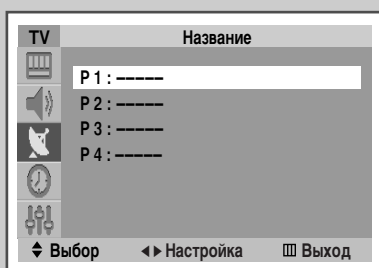 TV Название
P 1 : –––––
P 2 : –––––
P 3 : –––––
P 4 : –––––
Выбор Настройка Выход